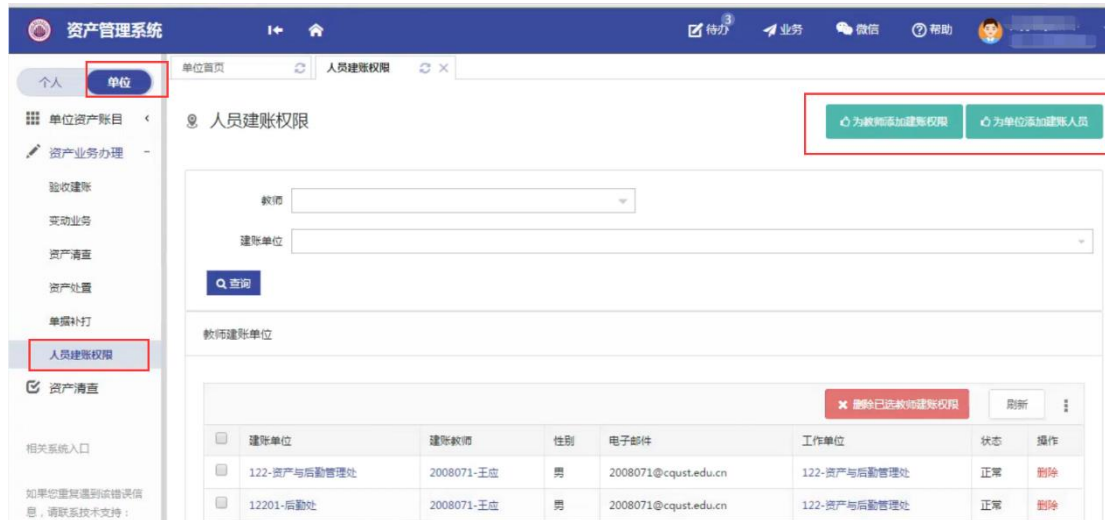 资产管理系统
待办 3
业务
微信
帮助
个人
单位
单位首页
人员建账权限
单位资产账目
资产业务办理
验收建账
变动业务
资产清查
资产处置
单据补打
人员建账权限
资产清查
相关系统入口
如果您重复遇到该错误信
息，请联系技术支持：
人员建账权限
为教师添加建账权限
为单位添加建账人员
教师
建账单位
查询
教师建账单位
删除已选教师建账权限
刷新
建账单位 建账教师 性别 电子邮件 工作单位 状态 操作
122-资产与后勤管理处 2008071-王应 男 2008071@cqust.edu.cn 122-资产与后勤管理处 正常 删除
12201-后勤处 2008071-王应 男 2008071@cqust.edu.cn 122-资产与后勤管理处 正常 删除